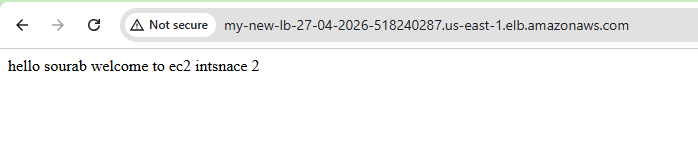 Not secure my-new-lb-27-04-2026-518240287.us-east-1.elb.amazonaws.com
hello sourab welcome to ec2 intsnace 2